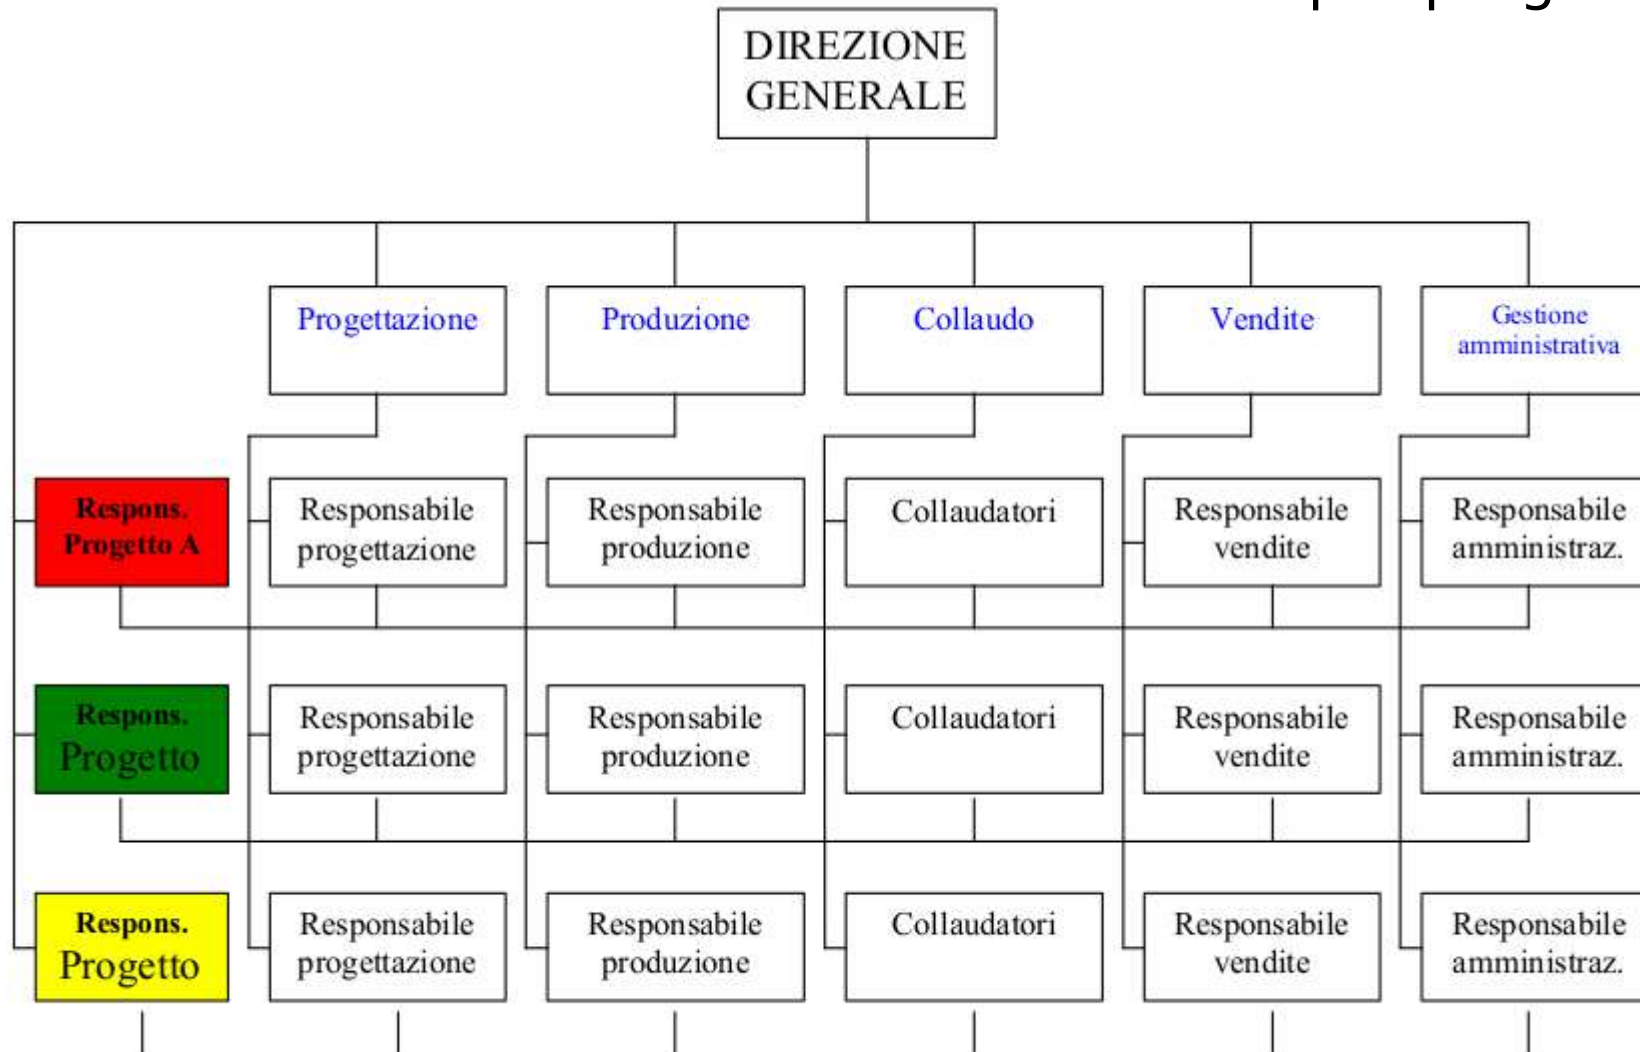 DIREZIONE
GENERALE
Progettazione
Produzione
Collaudo
Vendite
Gestione
amministrativa
Respons.
Progetto A
Responsabile
progettazione
Responsabile
produzione
Collaudatori
Responsabile
vendite
Responsabile
amministraz.
Respons.
Progetto
Responsabile
progettazione
Responsabile
produzione
Collaudatori
Responsabile
vendite
Responsabile
amministraz.
Respons.
Progetto
Responsabile
progettazione
Responsabile
produzione
Collaudatori
Responsabile
vendite
Responsabile
amministraz.